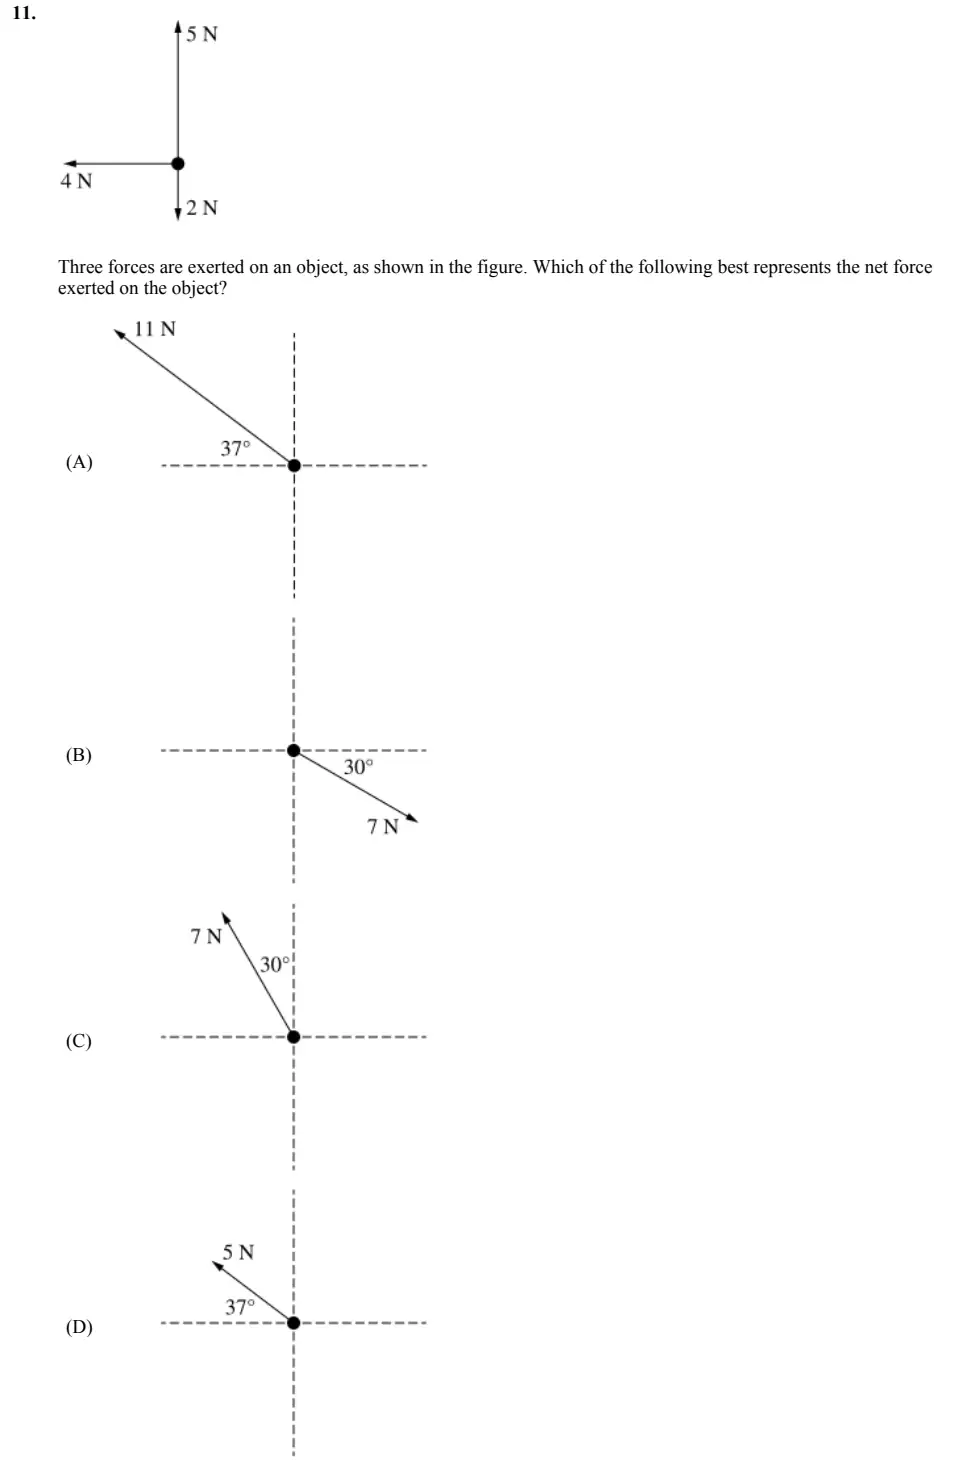 11.
5 N
4 N
2 N
Three forces are exerted on an object, as shown in the figure. Which of the following best represents the net force
exerted on the object?
11 N
37°
(A)
(B)
30°
7 N
7 N
30°
(C)
5 N
37°
(D)